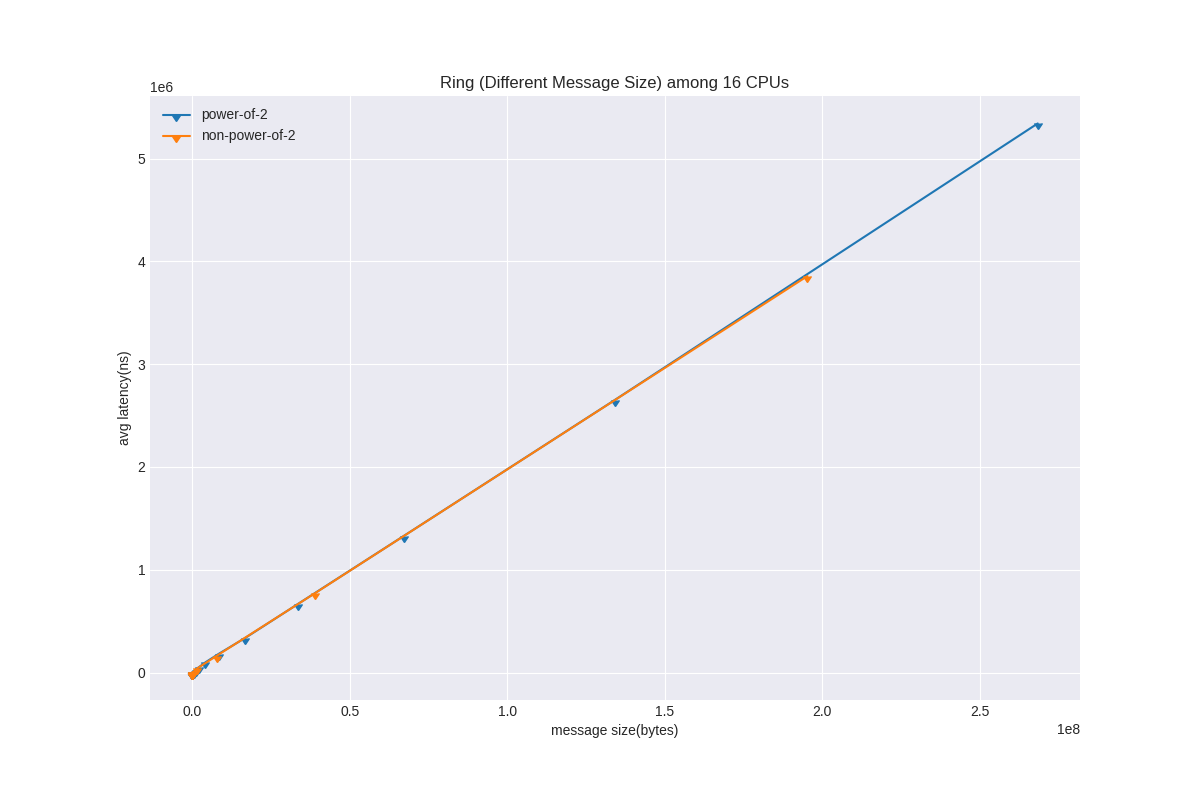 Ring (Different Message Size) among 16 CPUs
1e6
power-of-2
non-power-of-2
5
4
3
2
1
0
avg latency(ns)
0.0 0.5 1.0 1.5 2.0 2.5
message size(bytes)
1e8